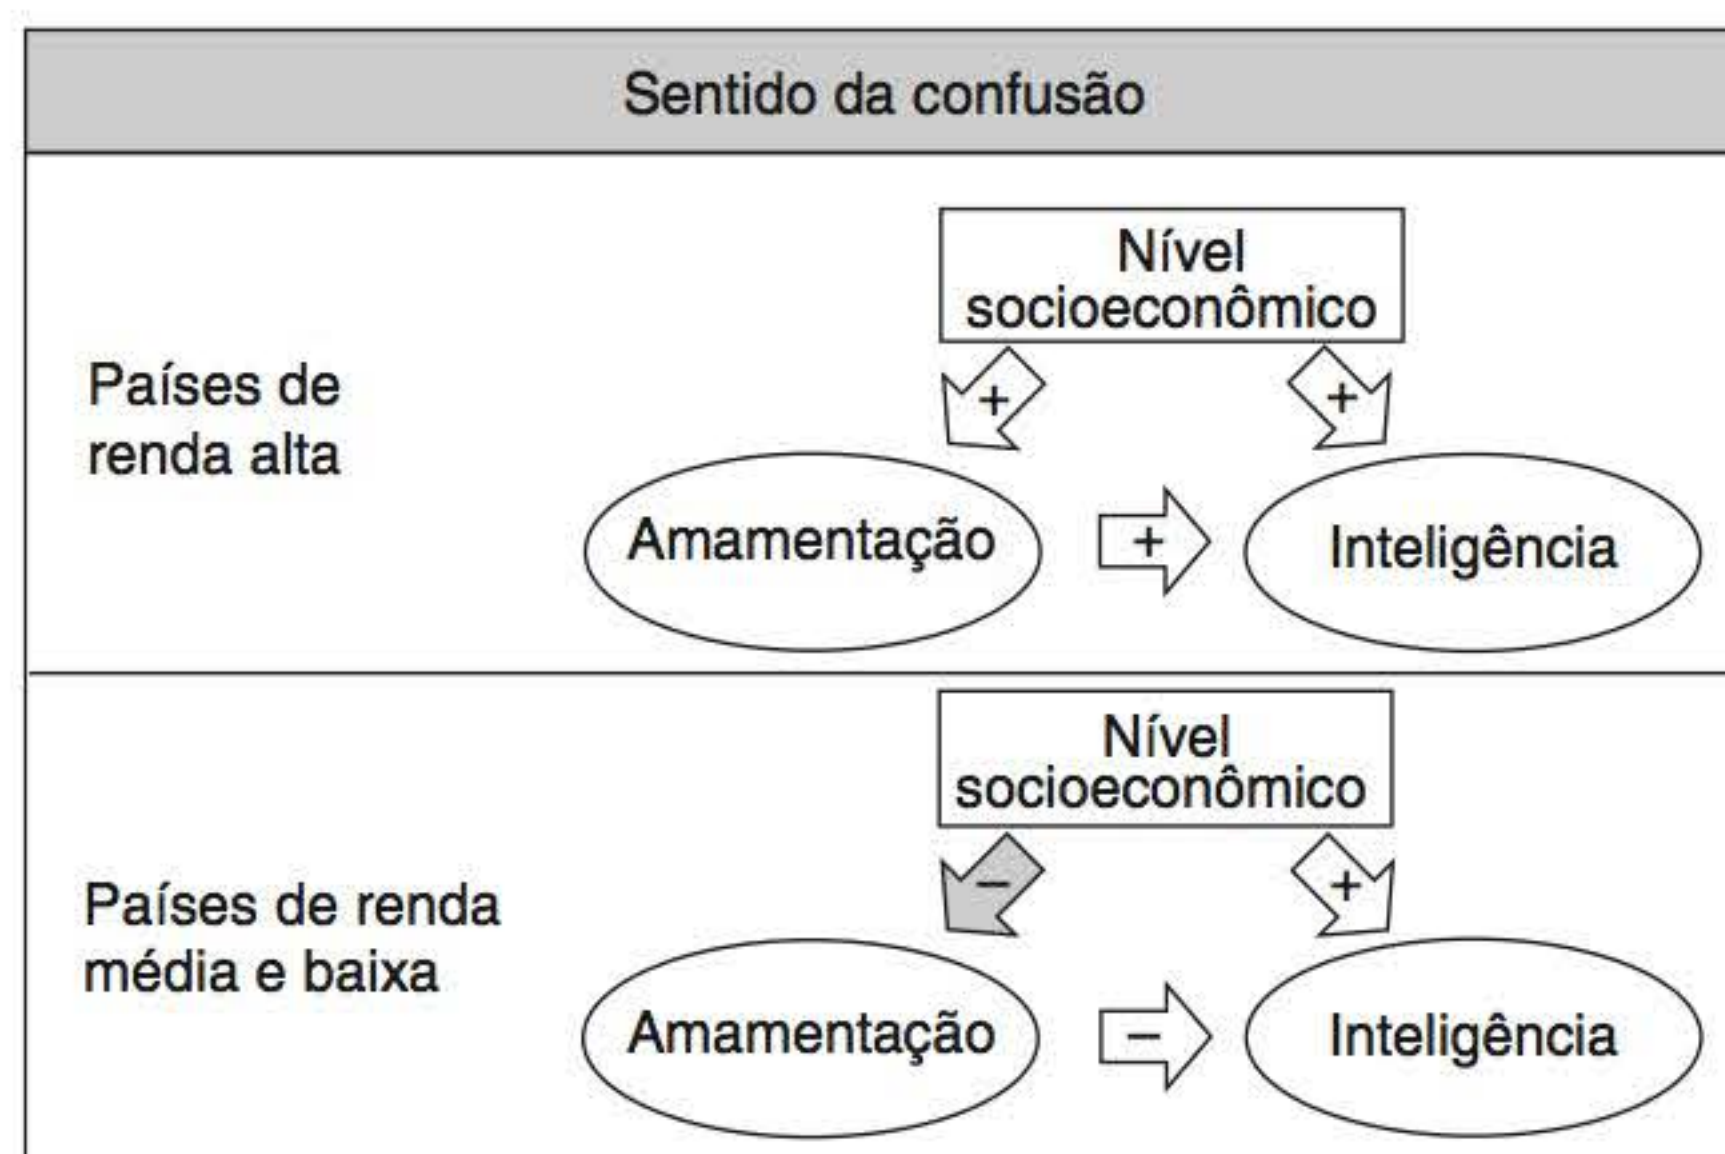 Sentido da confusão
Países de
renda alta
Nível
socioeconômico
+
+
Amamentação
+
Inteligência
Países de renda
média e baixa
Nível
socioeconômico
–
+
Amamentação
–
Inteligência